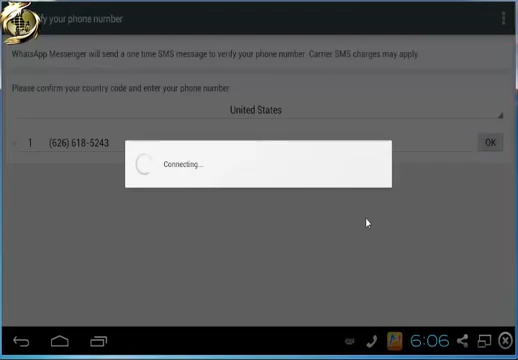 ify your phone number
WhatsApp Messenger will send a one time SMS message to verify your phone number. Carrier SMS charges may apply.
Please confirm your country code and enter your phone number
United States
+ 1 (626) 618-5243 OK
Connecting...
6:06